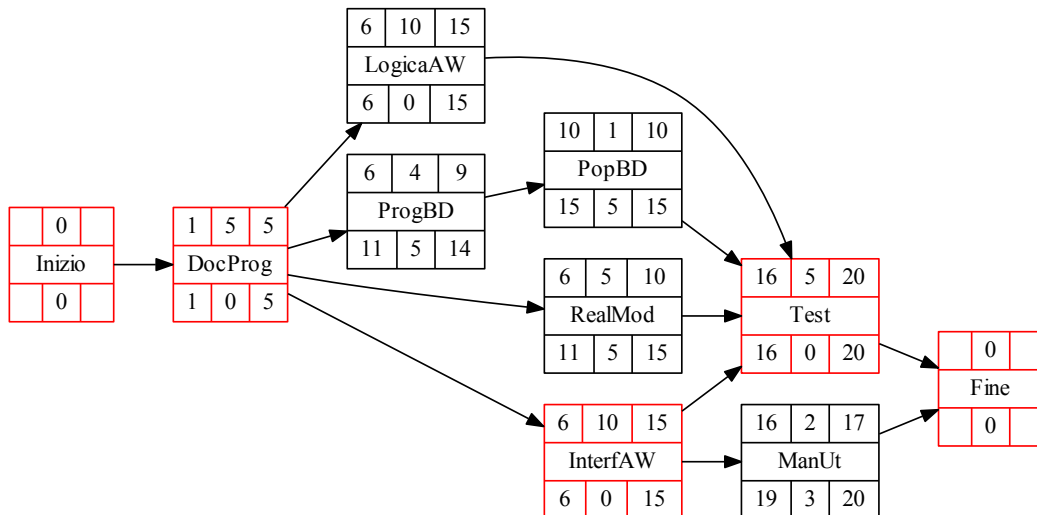 6 10 15
LogicaAW
6 0 15
10 1 10
PopBD
15 5 15
6 4 9
ProgBD
11 5 14
0
Inizio
0
1 5 5
DocProg
1 0 5
6 5 10
RealMod
11 5 15
16 5 20
Test
16 0 20
0
Fine
0
6 10 15
InterfAW
6 0 15
16 2 17
ManUt
19 3 20